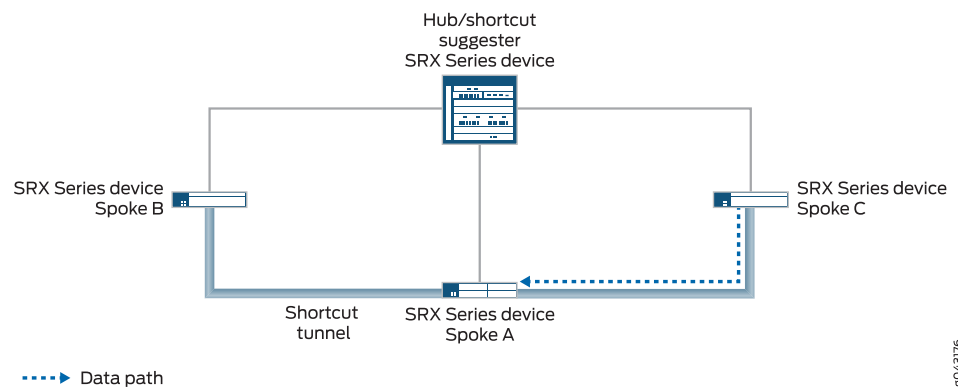 Hub/shortcut
suggester
SRX Series device
SRX Series device
Spoke B
SRX Series device
Spoke C
Shortcut
tunnel
SRX Series device
Spoke A
Data path
g043176